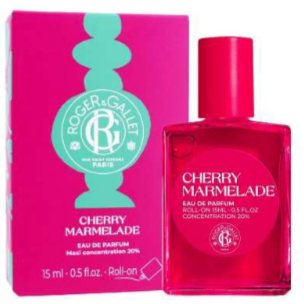 ROGER & GALLET
RG
RUE SAINT HONORÉ
PARIS
CHERRY
MARMELADE
EAU DE PARFUM
Maxi concentration 20%
15 ml - 0.5 fl.oz. - Roll-on
CHERRY
MARMELADE
EAU DE PARFUM
ROLL-ON 15ML - 0.5 FL.OZ
CONCENTRATION 20%
RG